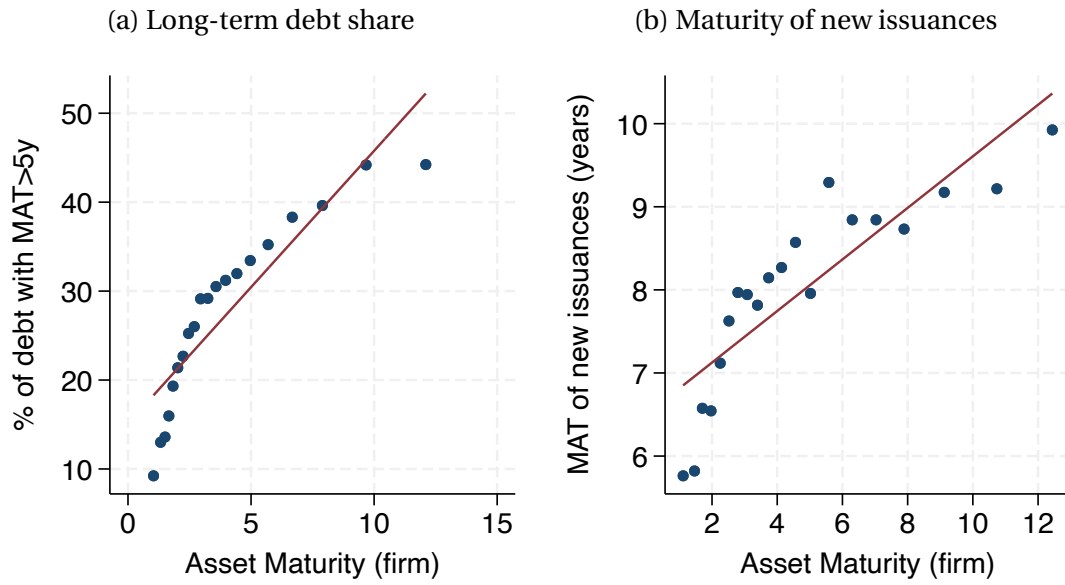 (a) Long-term debt share
% of debt with MAT>5y
50
40
30
20
10
0 5 10 15
Asset Maturity (firm)
(b) Maturity of new issuances
MAT of new issuances (years)
10
9
8
7
6
2 4 6 8 10 12
Asset Maturity (firm)